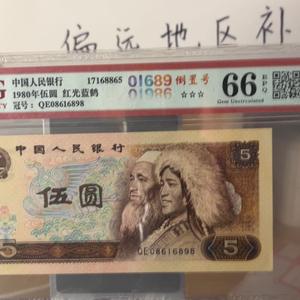 偏远地区补
中国人民银行 17168865
1980年伍圆 红光蓝鹤
冠号：QE08616898
01689 倒置号
01986 ☆☆☆
66 EPQ
Gem Uncirculated
中国人民银行
伍圆
5
QE08616898
5